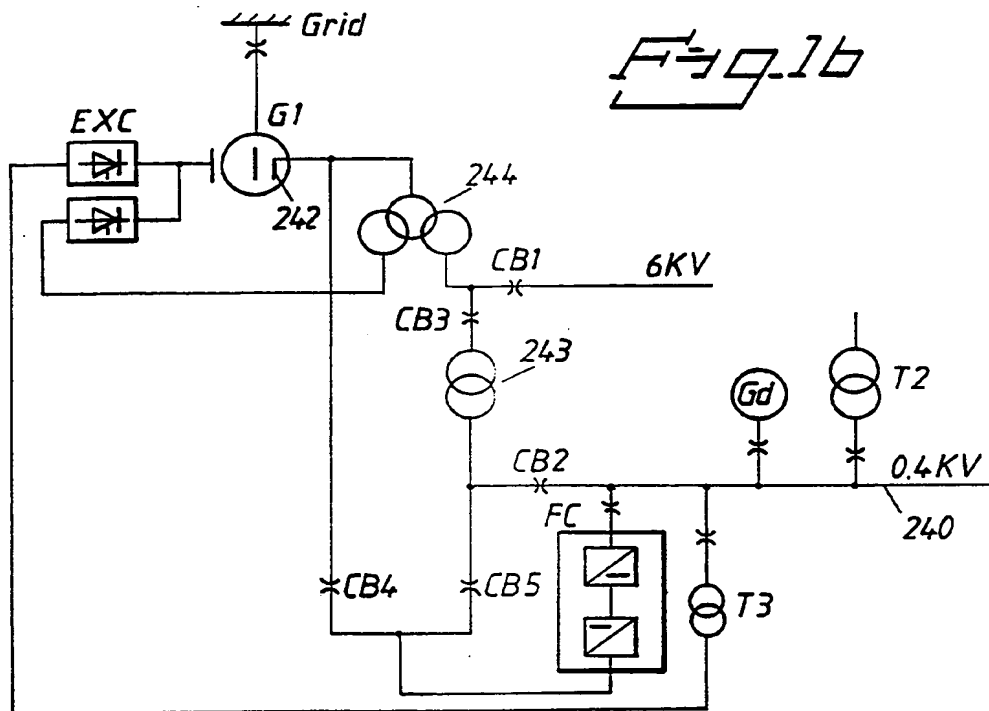 Grid
Fig. 1b
EXC
G1
242
244
CB1
6KV
CB3
243
Gd
T2
CB2
0.4KV
FC
240
CB4
CB5
T3